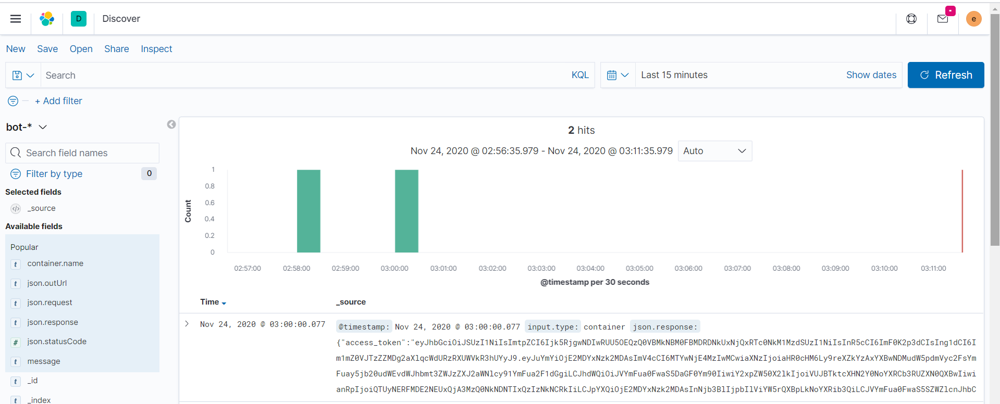 D Discover e
New Save Open Share Inspect
Search KQL Last 15 minutes Show dates Refresh
+ Add filter
bot-*
Search field names
Filter by type 0
Selected fields
_source
Available fields
Popular
t container.name
t json.outUrl
t json.request
t json.response
# json.statusCode
t message
t _id
t _index
2 hits
Nov 24, 2020 @ 02:56:35.979 - Nov 24, 2020 @ 03:11:35.979 Auto
Count
1
0.8
0.6
0.4
0.2
0
02:57:00 02:58:00 02:59:00 03:00:00 03:01:00 03:02:00 03:03:00 03:04:00 03:05:00 03:06:00 03:07:00 03:08:00 03:09:00 03:10:00 03:11:00
@timestamp per 30 seconds
Time _source
Nov 24, 2020 @ 03:00:00.077 @timestamp: Nov 24, 2020 @ 03:00:00.077 input.type: container json.response:
{"access_token":